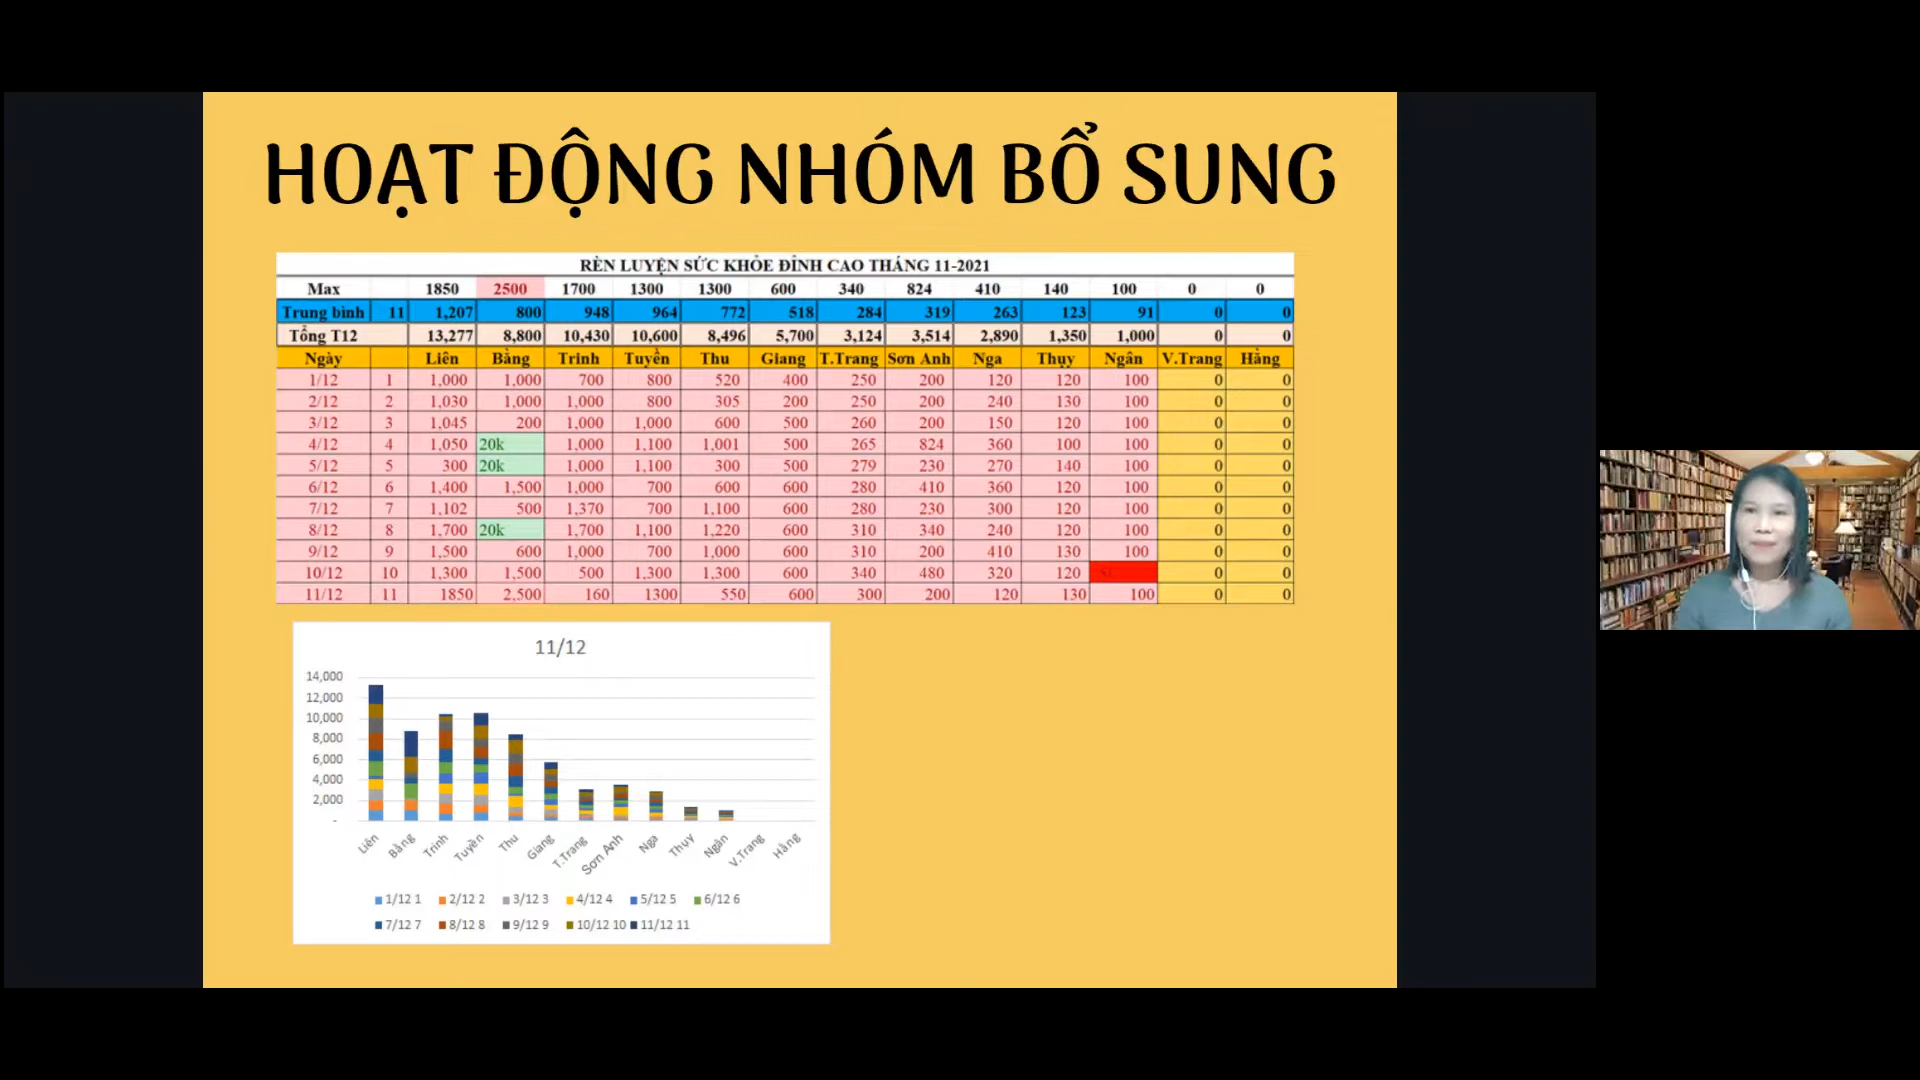 HOẠT ĐỘNG NHÓM BỔ SUNG
RÈN LUYỆN SỨC KHỎE ĐỈNH CAO THÁNG 11-2021
Max 1850 2500 1700 1300 1300 600 340 824 410 140 100 0 0
Trung bình 11 1,207 800 948 964 772 518 284 319 263 123 91 0 0
Tổng T12 13,277 8,800 10,430 10,600 8,496 5,700 3,124 3,514 2,890 1,350 1,000 0 0
Ngày Liên Bằng Trinh Tuyền Thu Giang T.Trang Sơn Anh Nga Thụy Ngân V.Trang Hằng
1/12 1 1,000 1,000 700 800 520 400 250 200 120 120 100 0 0
2/12 2 1,030 1,000 1,000 800 305 200 250 200 240 130 100 0 0
3/12 3 1,045 200 1,000 1,000 600 500 260 200 150 120 100 0 0
4/12 4 1,050 20k 1,000 1,100 1,001 500 265 824 360 100 100 0 0
5/12 5 300 20k 1,000 1,100 300 500 279 230 270 140 100 0 0
6/12 6 1,400 1,500 1,000 700 600 600 280 410 360 120 100 0 0
7/12 7 1,102 500 1,370 700 1,100 600 280 230 300 120 100 0 0
8/12 8 1,700 20k 1,700 1,100 1,220 600 310 340 240 120 100 0 0
9/12 9 1,500 600 1,000 700 1,000 600 310 200 410 130 100 0 0
10/12 10 1,300 1,500 500 1,300 1,300 600 340 480 320 120 0 0
11/12 11 1850 2,500 160 1300 550 600 300 200 120 130 100 0 0
11/12
14,000
12,000
10,000
8,000
6,000
4,000
2,000
-
Liên Bằng Trinh Tuyền Thu Giang T.Trang Sơn Anh Nga Thụy Ngân V.Trang Hằng
1/12 1 2/12 2 3/12 3 4/12 4 5/12 5 6/12 6
7/12 7 8/12 8 9/12 9 10/12 10 11/12 11